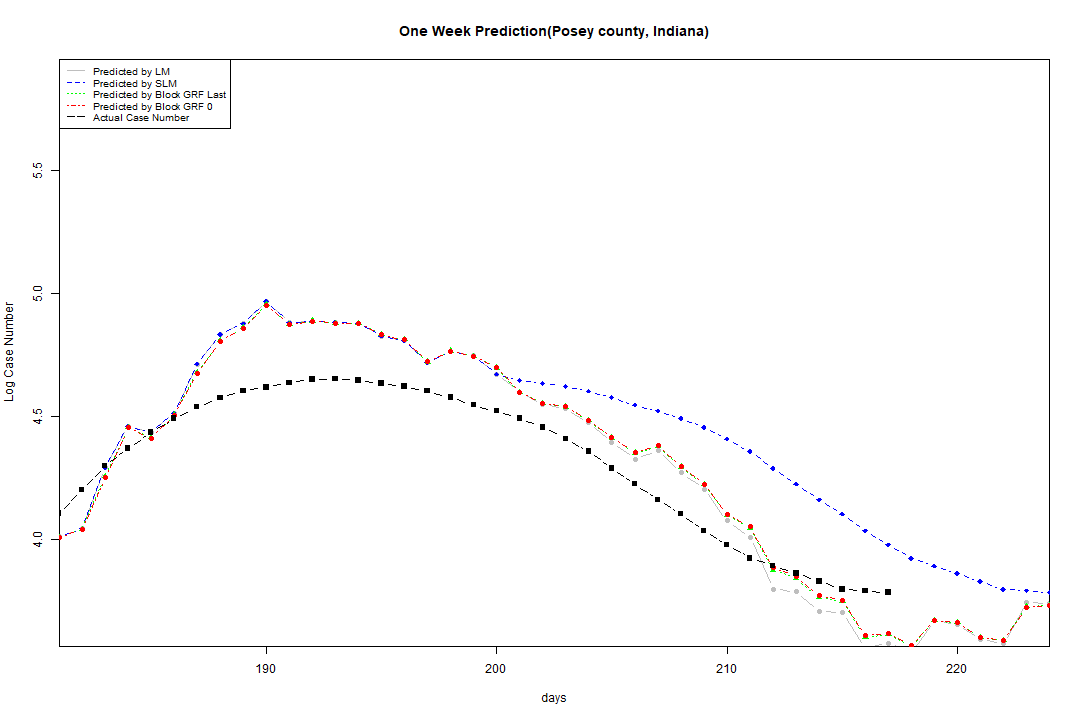 One Week Prediction(Posey county, Indiana)
Predicted by LM
Predicted by SLM
Predicted by Block GRF Last
Predicted by Block GRF 0
Actual Case Number
5.5
5.0
4.5
4.0
Log Case Number
190
200
210
220
days